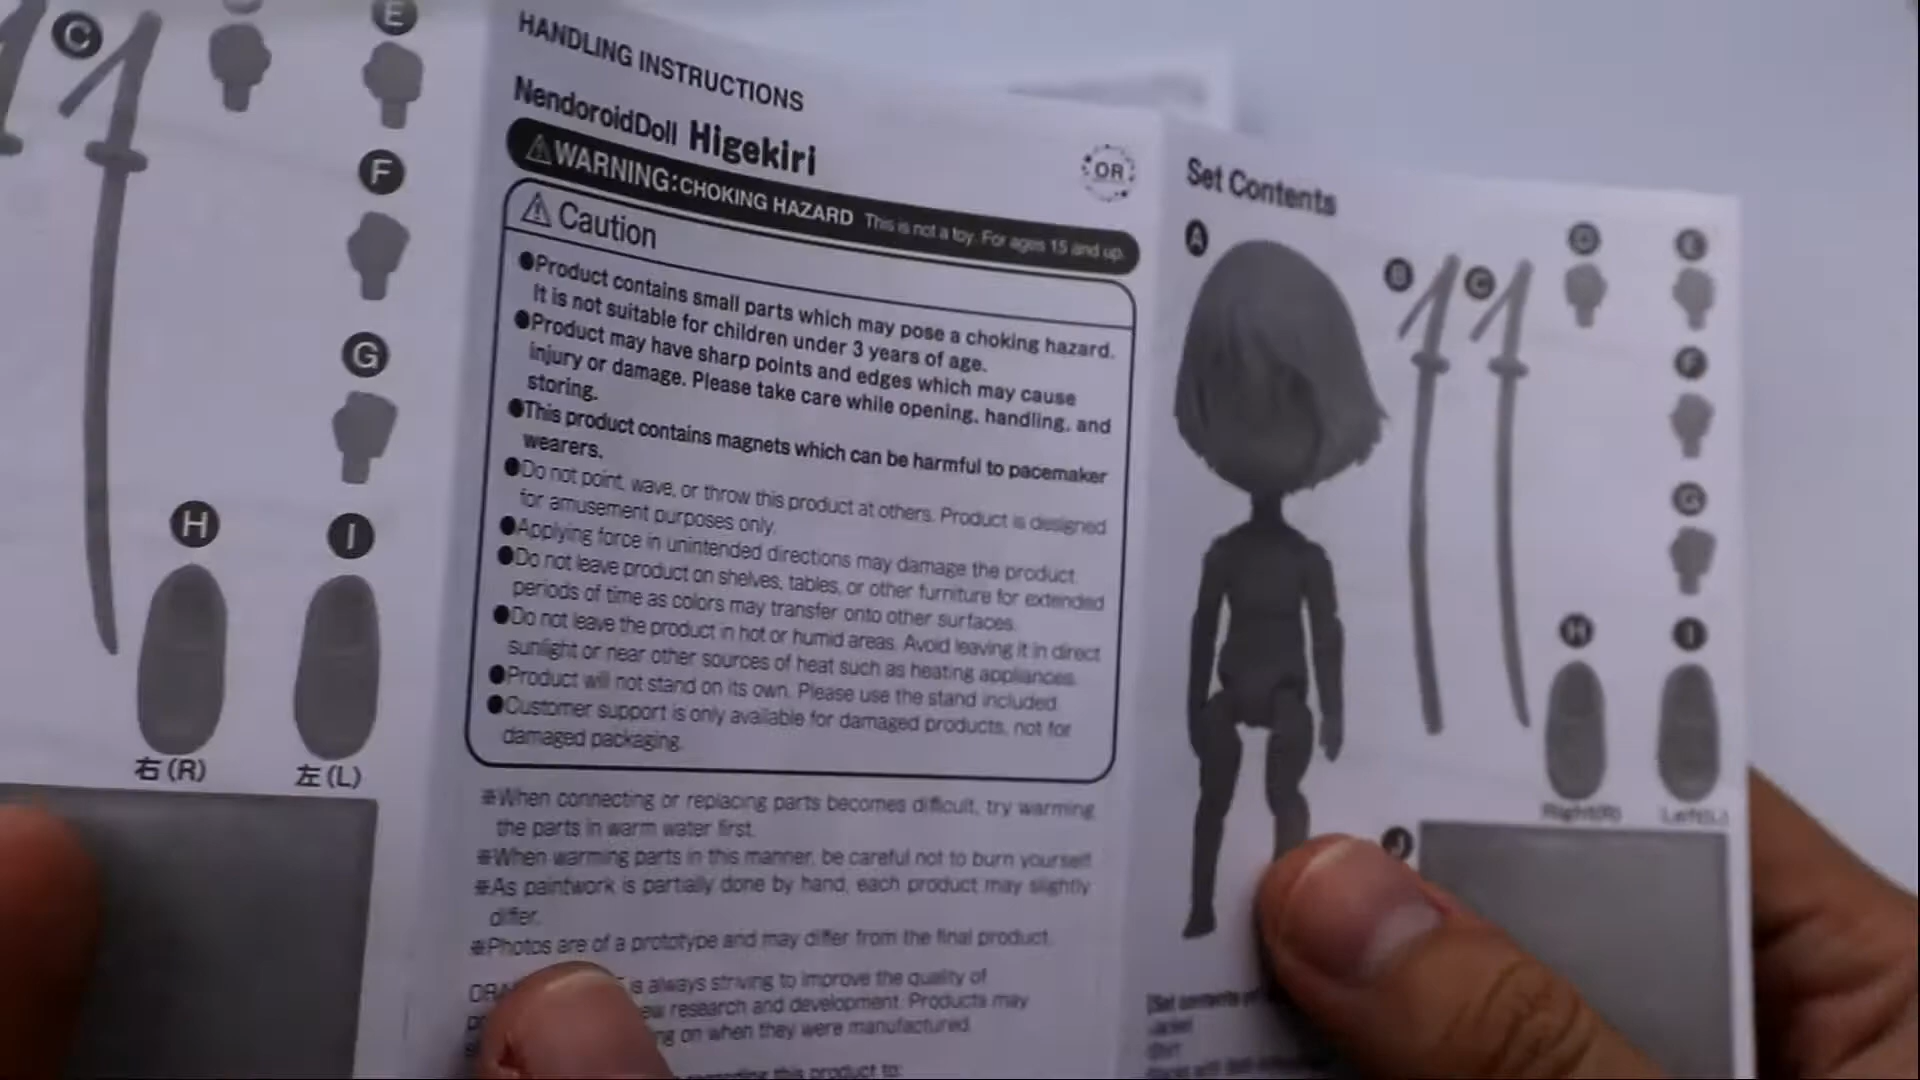 C
E
F
G
H
I
右(R)
左(L)
HANDLING INSTRUCTIONS
NendoroidDoll Higekiri
OR
WARNING:CHOKING HAZARD This is not a toy. For ages 15 and up.
Caution
●Product contains small parts which may pose a choking hazard.
It is not suitable for children under 3 years of age.
●Product may have sharp points and edges which may cause
injury or damage. Please take care while opening, handling, and
storing.
●This product contains magnets which can be harmful to pacemaker
wearers.
●Do not point, wave, or throw this product at others. Product is designed
for amusement purposes only.
●Applying force in unintended directions may damage the product.
●Do not leave product on shelves, tables, or other furniture for extended
periods of time as colors may transfer onto other surfaces.
●Do not leave the product in hot or humid areas. Avoid leaving it in direct
sunlight or near other sources of heat such as heating appliances.
●Product will not stand on its own. Please use the stand included.
●Customer support is only available for damaged products, not for
damaged packaging.
※When connecting or replacing parts becomes difficult, try warming
the parts in warm water first.
※When warming parts in this manner, be careful not to burn yourself.
※As paintwork is partially done by hand, each product may slightly
differ.
※Photos are of a prototype and may differ from the final product.
is always striving to improve the quality of
research and development. Products may
on when they were manufactured.
this product to:
Set Contents
A
B
C
D
E
F
G
H
I
Right(R)
Left(L)
J
[Set contents of